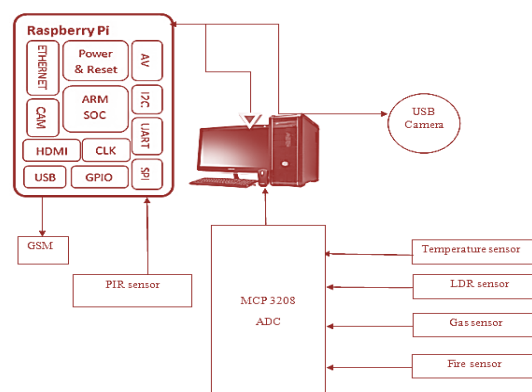 Raspberry Pi
ETHERNET
Power
& Reset
AV
CAM
ARM
SOC
I2C
UART
HDMI
CLK
USB
GPIO
SPI
USB
Camera
GSM
PIR sensor
MCP 3208
ADC
Temperature sensor
LDR sensor
Gas sensor
Fire sensor